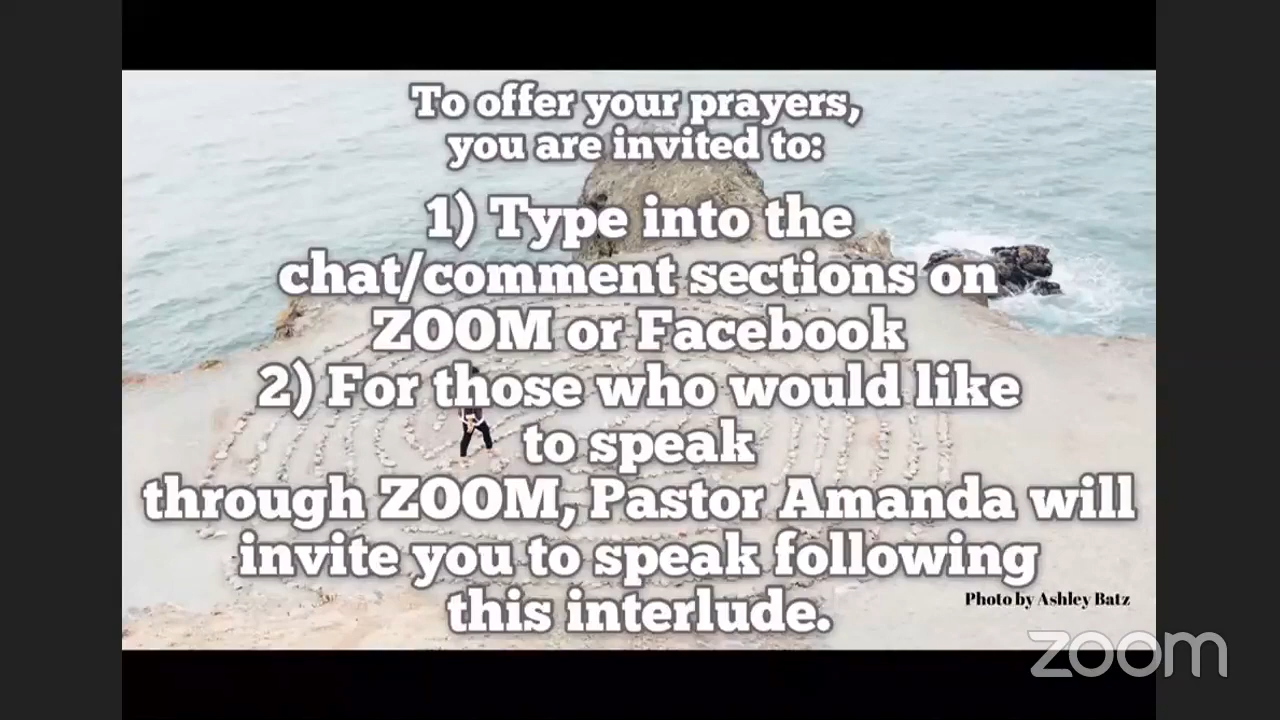 To offer your prayers,
you are invited to:
1) Type into the
chat/comment sections on
ZOOM or Facebook
2) For those who would like
to speak
through ZOOM, Pastor Amanda will
invite you to speak following
this interlude.
Photo by Ashley Batz
zoom